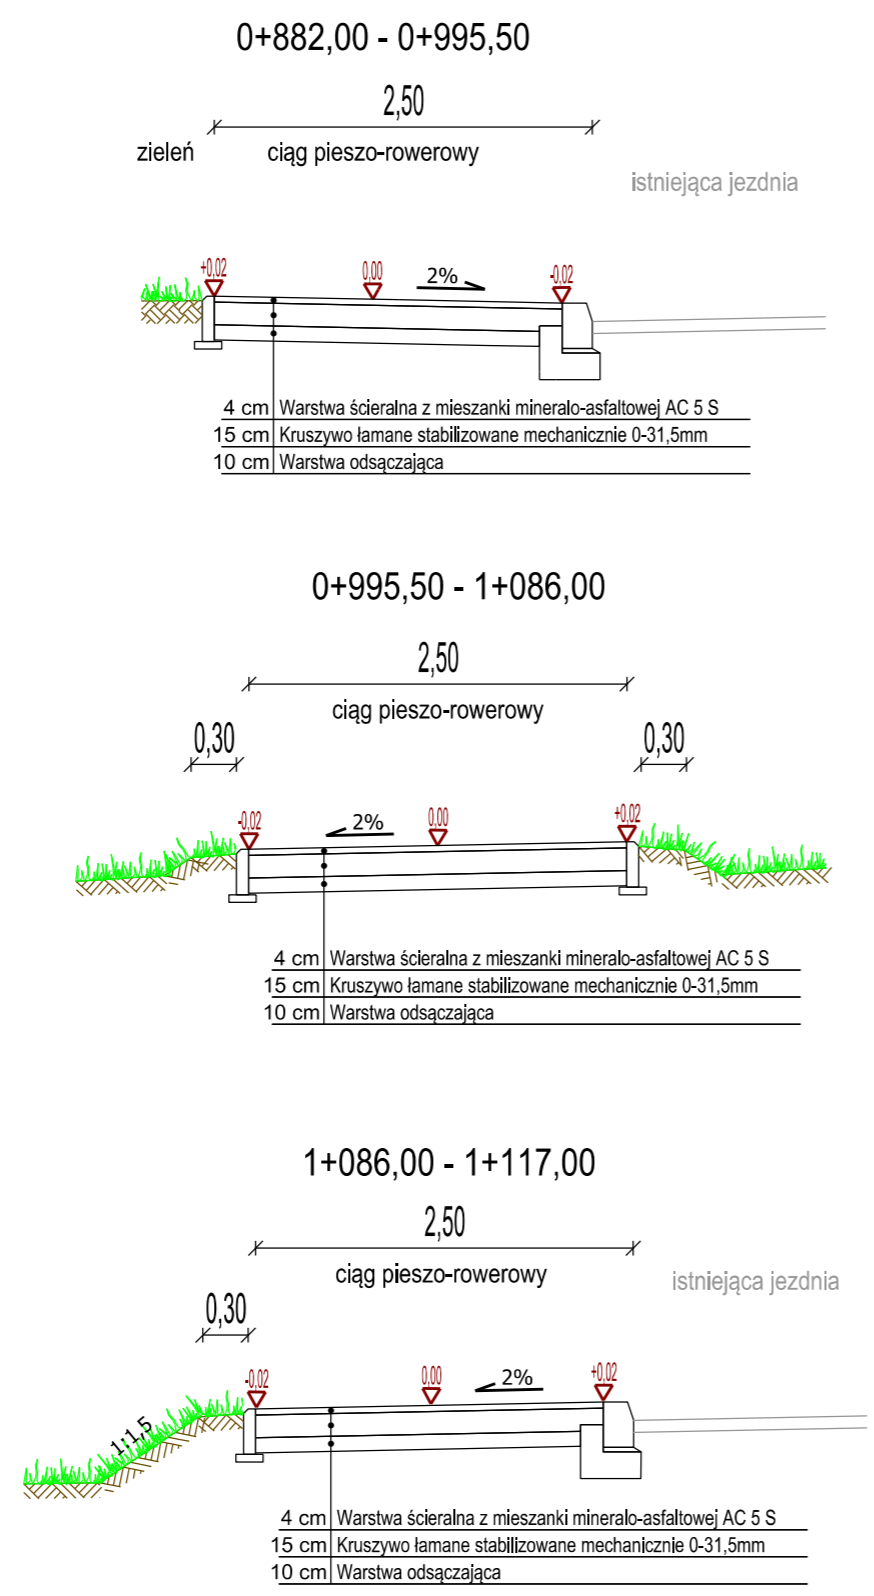 0+882,00 - 0+995,50
2,50
zieleń ciąg pieszo-rowerowy
istniejąca jezdnia
+0,02 0,00 2% -0,02
4 cm Warstwa ścieralna z mieszanki mineralo-asfaltowej AC 5 S
15 cm Kruszywo łamane stabilizowane mechanicznie 0-31,5mm
10 cm Warstwa odsączająca
0+995,50 - 1+086,00
2,50
ciąg pieszo-rowerowy
0,30 0,30
-0,02 2% 0,00 +0,02
4 cm Warstwa ścieralna z mieszanki mineralo-asfaltowej AC 5 S
15 cm Kruszywo łamane stabilizowane mechanicznie 0-31,5mm
10 cm Warstwa odsączająca
1+086,00 - 1+117,00
2,50
ciąg pieszo-rowerowy istniejąca jezdnia
0,30
-0,02 0,00 2% +0,02
1:1,5
4 cm Warstwa ścieralna z mieszanki mineralo-asfaltowej AC 5 S
15 cm Kruszywo łamane stabilizowane mechanicznie 0-31,5mm
10 cm Warstwa odsączająca